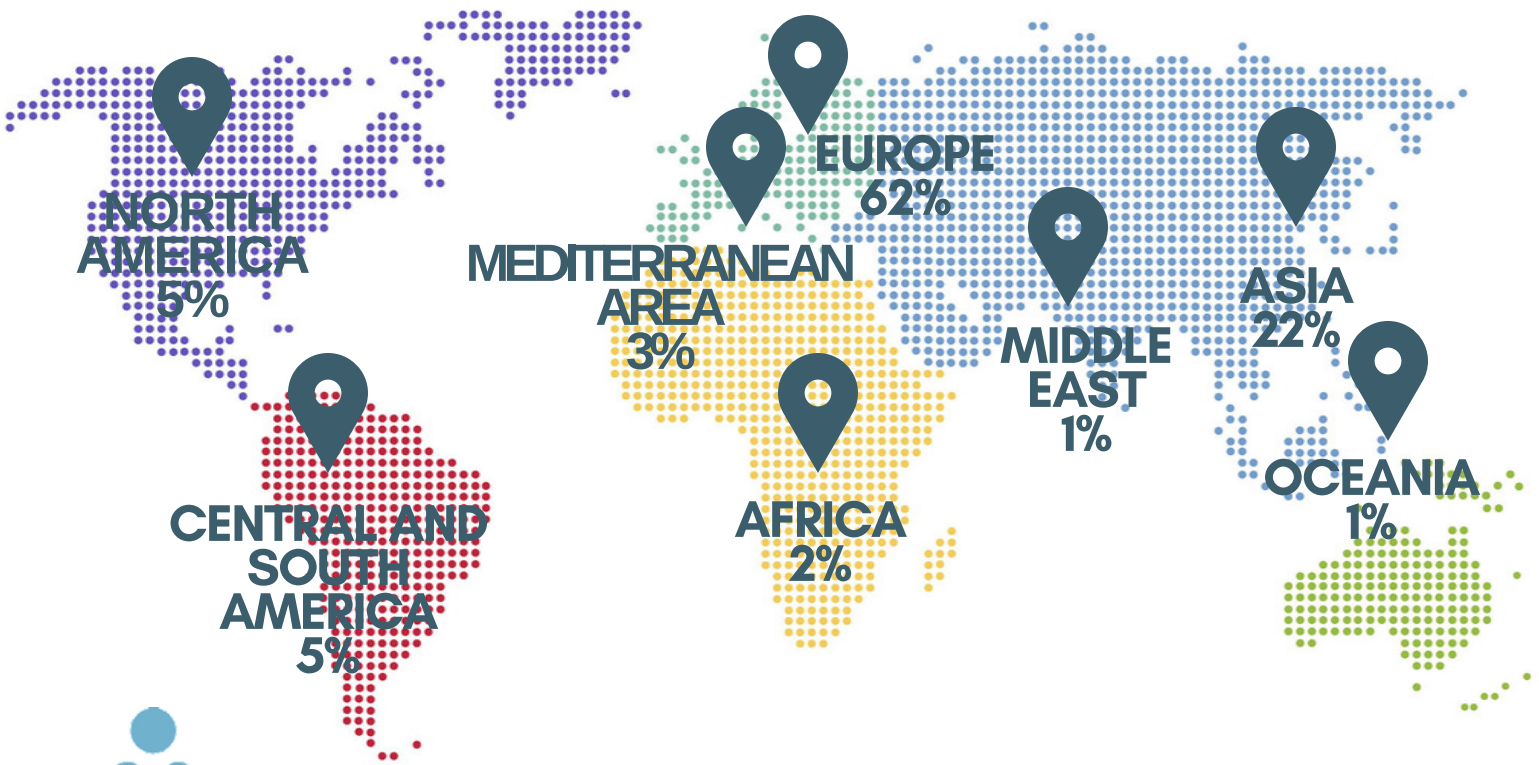 EUROPE
62%
NORTH
AMERICA
5%
MEDITERRANEAN
AREA
3%
ASIA
22%
MIDDLE
EAST
1%
OCEANIA
1%
CENTRAL AND
SOUTH
AMERICA
5%
AFRICA
2%